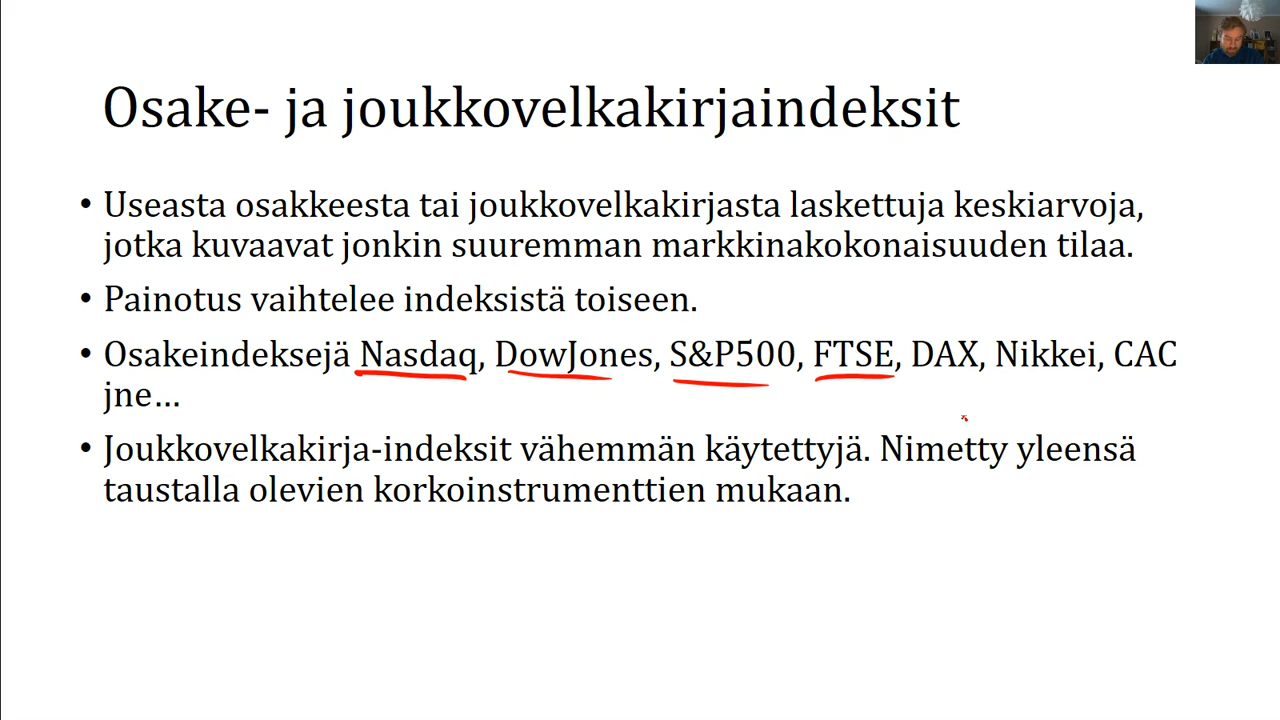 Osake- ja joukkovelkakirjaindeksit
• Useasta osakkeesta tai joukkovelkakirjasta laskettuja keskiarvoja,
jotka kuvaavat jonkin suuremman markkinakokonaisuuden tilaa.
• Painotus vaihtelee indeksistä toiseen.
• Osakeindeksejä Nasdaq, DowJones, S&P500, FTSE, DAX, Nikkei, CAC
jne…
• Joukkovelkakirja-indeksit vähemmän käytettyjä. Nimetty yleensä
taustalla olevien korkoinstrumenttien mukaan.